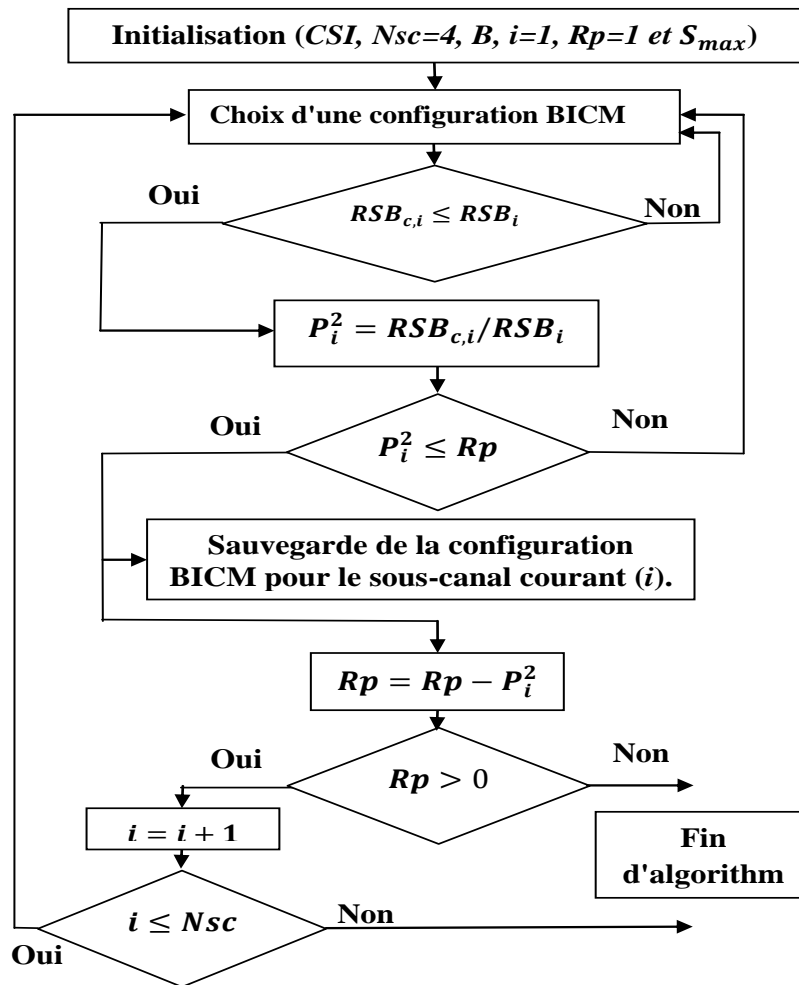 Initialisation (CSI, Nsc=4, B, i=1, Rp=1 et S_max)
Choix d'une configuration BICM
Oui
RSB_{c,i} ≤ RSB_i
Non
P_i^2 = RSB_{c,i}/RSB_i
Oui
Non
P_i^2 ≤ Rp
Sauvegarde de la configuration
BICM pour le sous-canal courant (i).
Rp = Rp − P_i^2
Oui
Non
Rp > 0
i = i + 1
Fin
d'algorithm
i ≤ Nsc
Non
Oui